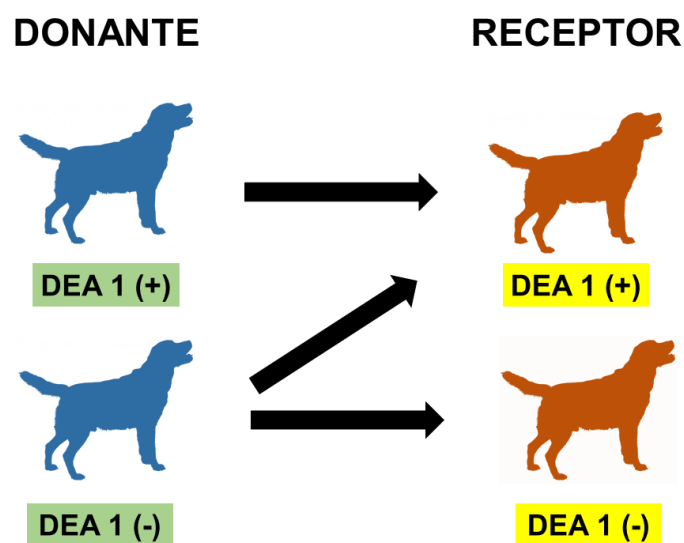 DONANTE
RECEPTOR
DEA 1 (+)
DEA 1 (+)
DEA 1 (-)
DEA 1 (-)